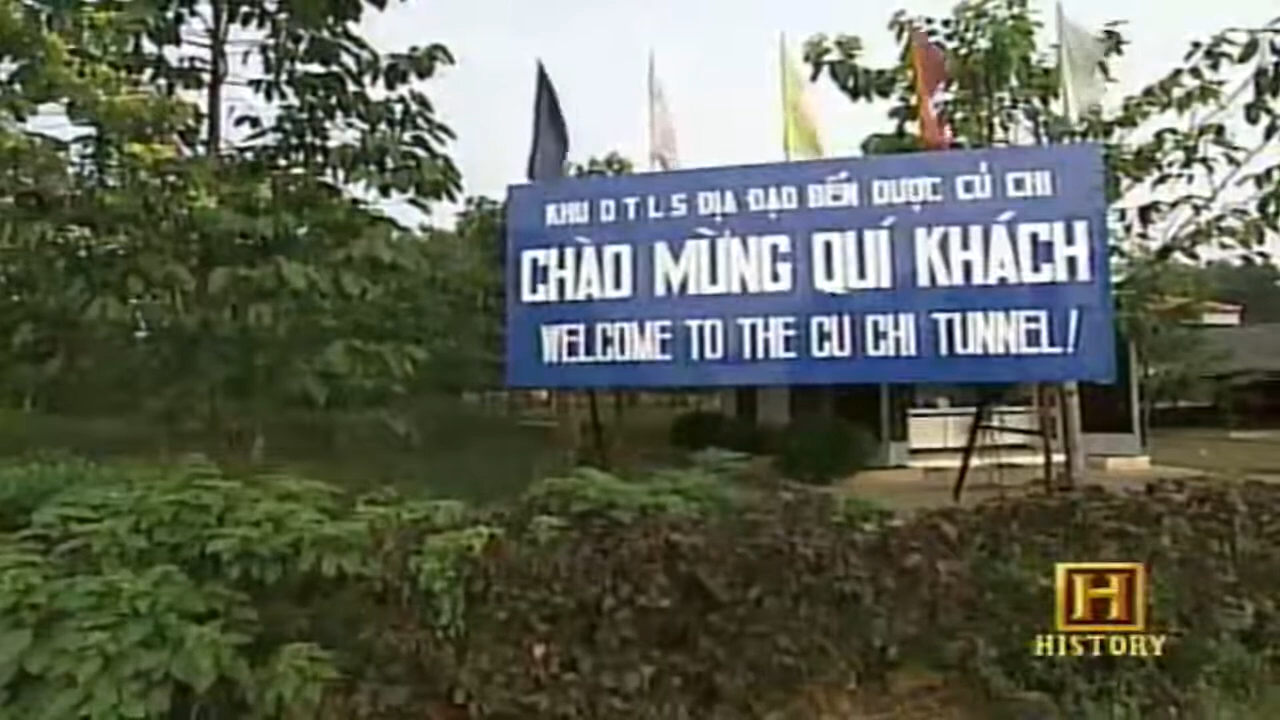 KHU D T L S ĐỊA ĐẠO BẾN DƯỢC CỦ CHI
CHÀO MỪNG QUÍ KHÁCH
WELCOME TO THE CU CHI TUNNEL!
H
HISTORY